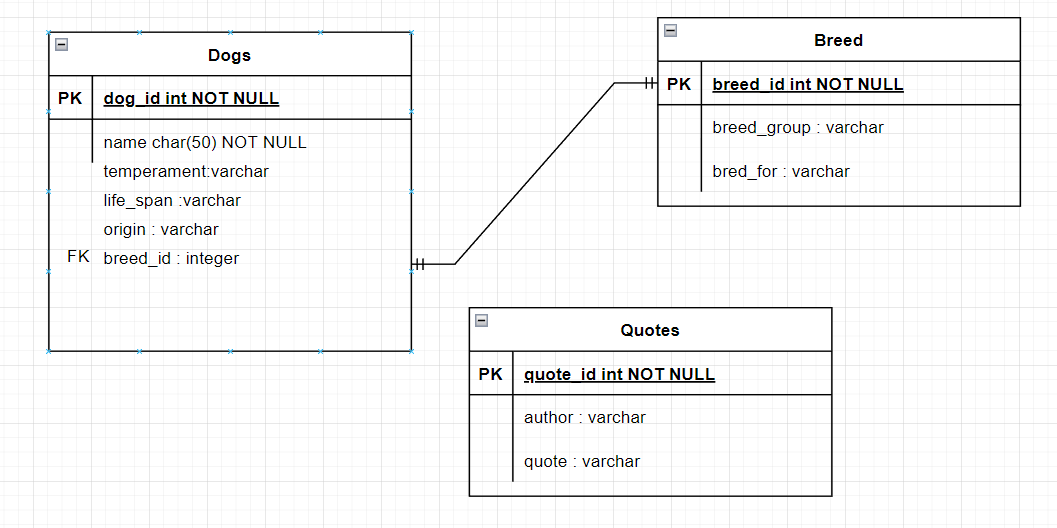 Dogs
PK dog_id int NOT NULL
name char(50) NOT NULL
temperament:varchar
life_span :varchar
origin : varchar
FK breed_id : integer
Breed
PK breed_id int NOT NULL
breed_group : varchar
bred_for : varchar
Quotes
PK quote_id int NOT NULL
author : varchar
quote : varchar